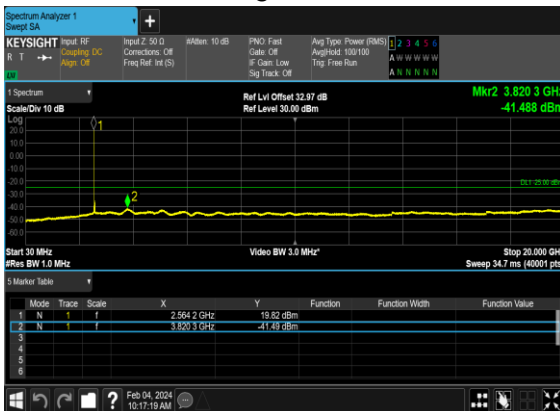 Spectrum Analyzer 1
Swept SA
KEYSIGHT Input: RF Input Z: 50 Ω #Atten: 10 dB PNO: Fast Avg Type: Power (RMS) 1 2 3 4 5 6
R T Coupling: DC Corrections: Off Gate: Off Avg|Hold: 100/100 A W W W W W
Align: Off Freq Ref: Int (S) IF Gain: Low Trig: Free Run
LV Sig Track: Off A N N N N N
1 Spectrum Ref Lvl Offset 32.97 dB Mkr2 3.820 3 GHz
Scale/Div 10 dB Ref Level 30.00 dBm -41.488 dBm
Log
20.0 1
10.0
0.00
-10.0
-20.0 DL1 -25.00 dBm
-30.0
-40.0 2
-50.0
-60.0
Start 30 MHz Video BW 3.0 MHz* Stop 20.000 GH
#Res BW 1.0 MHz Sweep 34.7 ms (40001 pts
5 Marker Table
Mode Trace Scale X Y Function Function Width Function Value
1 N 1 f 2.564 2 GHz 19.82 dBm
2 N 1 f 3.820 3 GHz -41.49 dBm
3
4
5
6
? Feb 04, 2024
10:17:19 AM